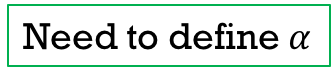 Need to define 𝛼